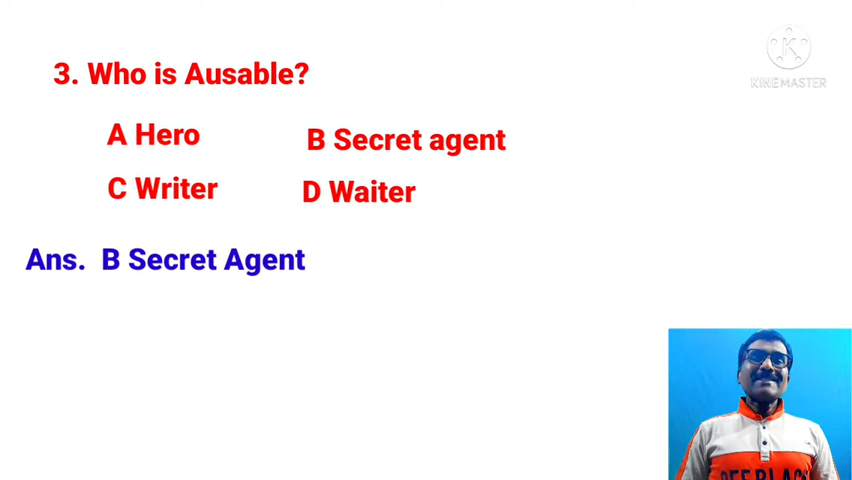 KINEMASTER
3. Who is Ausable?
A Hero
B Secret agent
C Writer
D Waiter
Ans. B Secret Agent